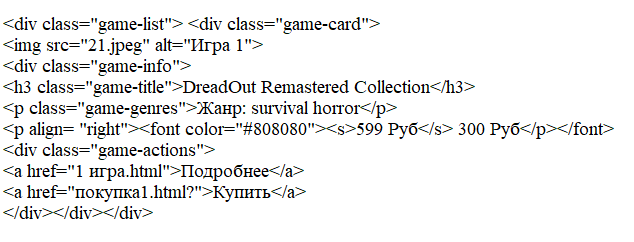 <div class="game-list"> <div class="game-card">
<img src="21.jpeg" alt="Игра 1">
<div class="game-info">
<h3 class="game-title">DreadOut Remastered Collection</h3>
<p class="game-genres">Жанр: survival horror</p>
<p align= "right"><font color="#808080"><s>599 Руб</s> 300 Руб</p></font>
<div class="game-actions">
<a href="1 игра.html">Подробнее</a>
<a href="покупка1.html?">Купить</a>
</div></div></div>